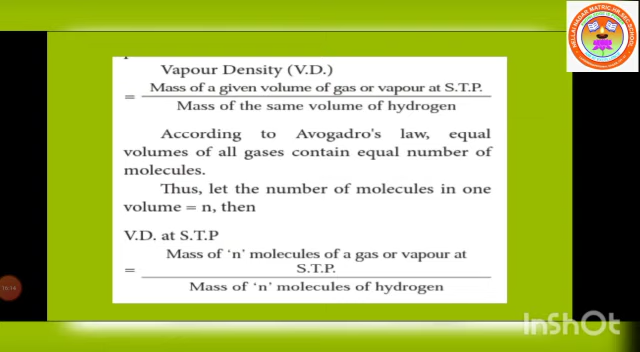 Vapour Density (V.D.)
= Mass of a given volume of gas or vapour at S.T.P.
Mass of the same volume of hydrogen
According to Avogadro's law, equal
volumes of all gases contain equal number of
molecules.
Thus, let the number of molecules in one
volume = n, then
V.D. at S.T.P
Mass of 'n' molecules of a gas or vapour at
= S.T.P.
Mass of 'n' molecules of hydrogen
InShOt